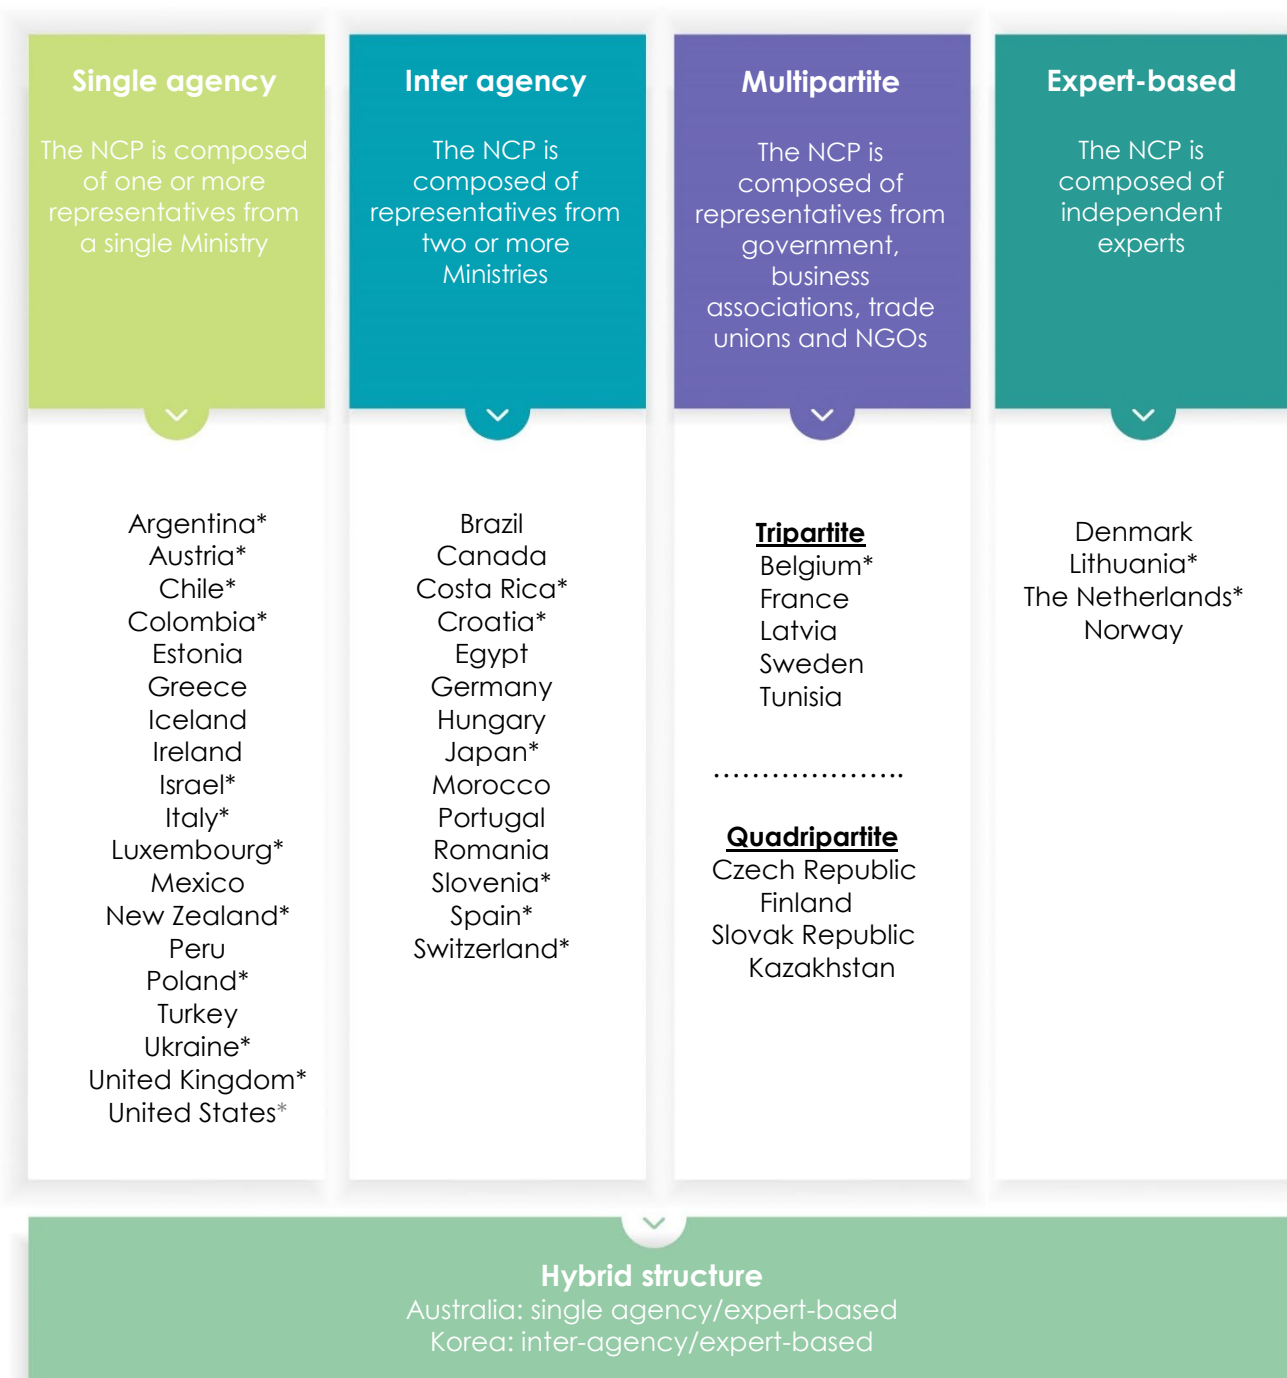 Single agency
The NCP is composed
of one or more
representatives from
a single Ministry
Argentina*
Austria*
Chile*
Colombia*
Estonia
Greece
Iceland
Ireland
Israel*
Italy*
Luxembourg*
Mexico
New Zealand*
Peru
Poland*
Turkey
Ukraine*
United Kingdom*
United States*
Inter agency
The NCP is
composed of
representatives from
two or more
Ministries
Brazil
Canada
Costa Rica*
Croatia*
Egypt
Germany
Hungary
Japan*
Morocco
Portugal
Romania
Slovenia*
Spain*
Switzerland*
Multipartite
The NCP is
composed of
representatives from
government,
business
associations, trade
unions and NGOs
Tripartite
Belgium*
France
Latvia
Sweden
Tunisia
………………..
Quadripartite
Czech Republic
Finland
Slovak Republic
Kazakhstan
Expert-based
The NCP is
composed of
independent
experts
Denmark
Lithuania*
The Netherlands*
Norway
Hybrid structure
Australia: single agency/expert-based
Korea: inter-agency/expert-based